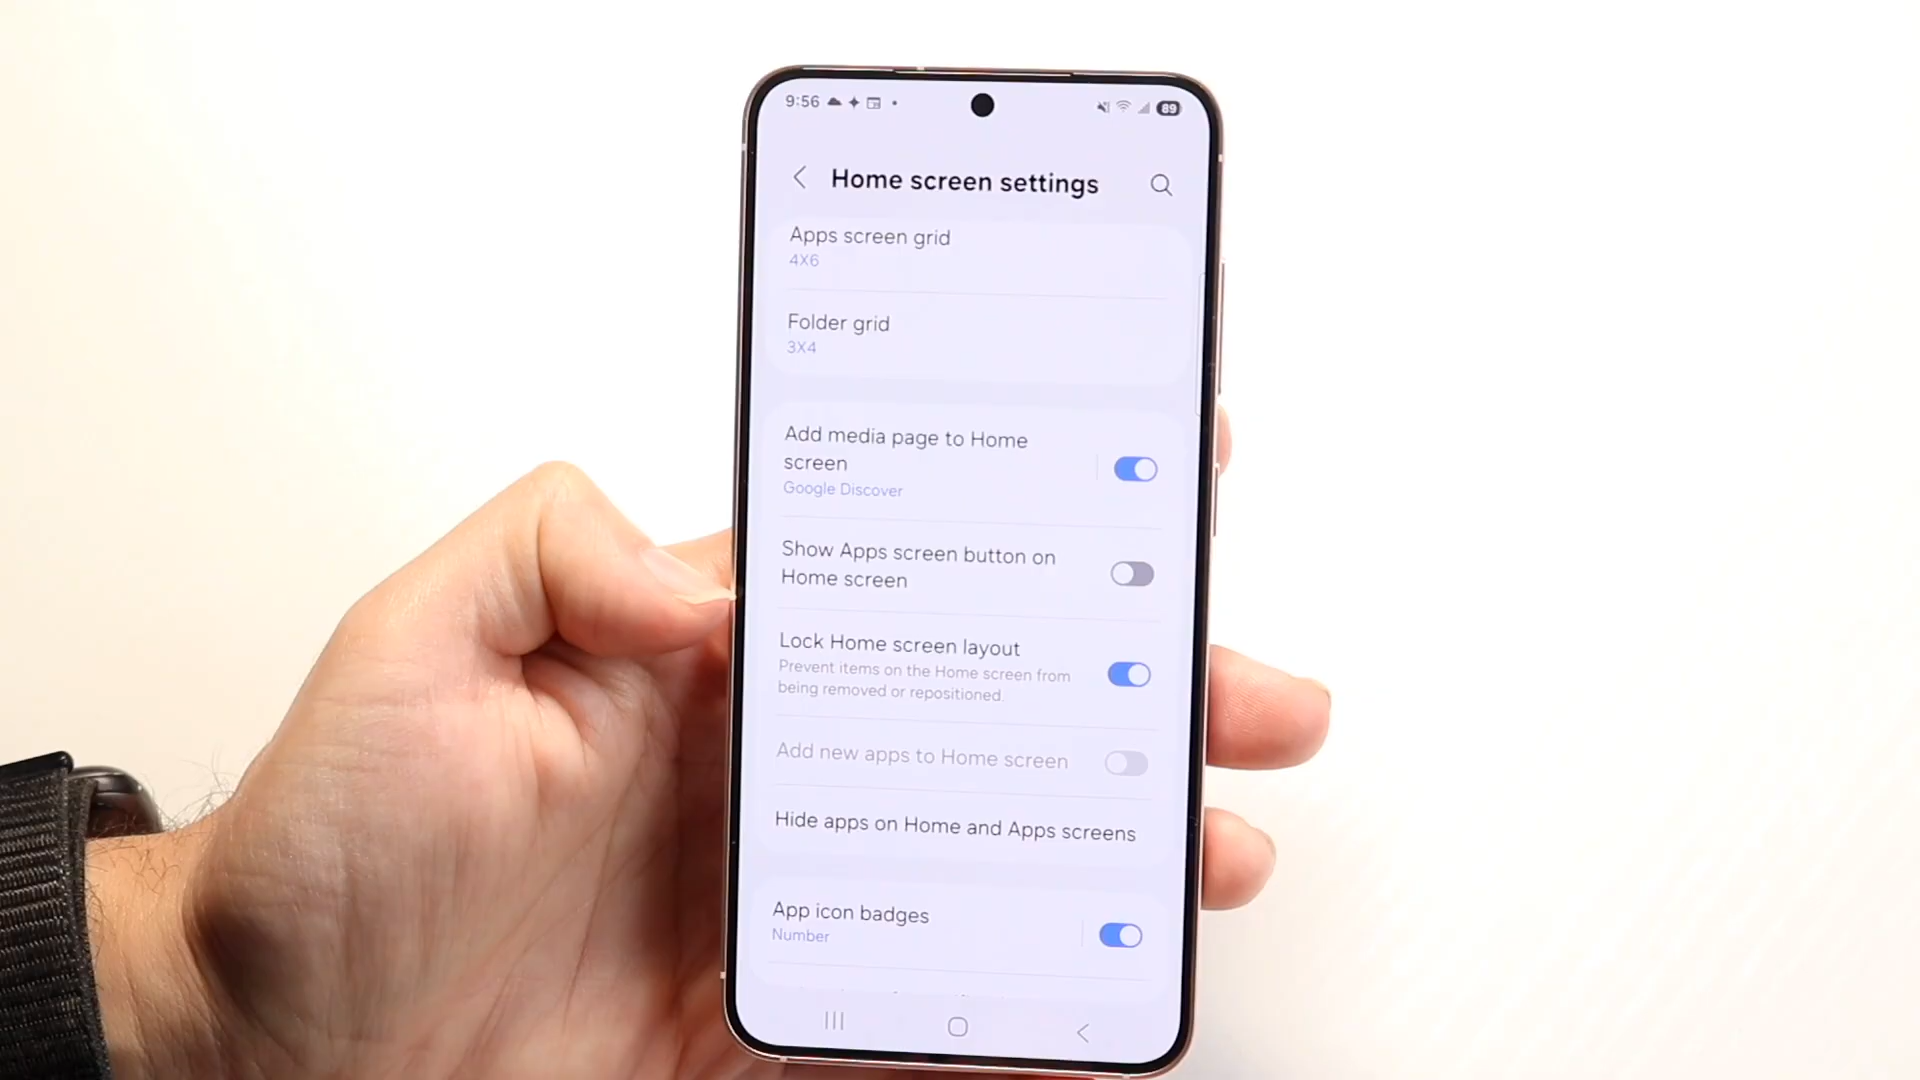 9:56
89
Home screen settings
Apps screen grid
4X6
Folder grid
3X4
Add media page to Home
screen
Google Discover
Show Apps screen button on
Home screen
Lock Home screen layout
Prevent items on the Home screen from
being removed or repositioned.
Add new apps to Home screen
Hide apps on Home and Apps screens
App icon badges
Number